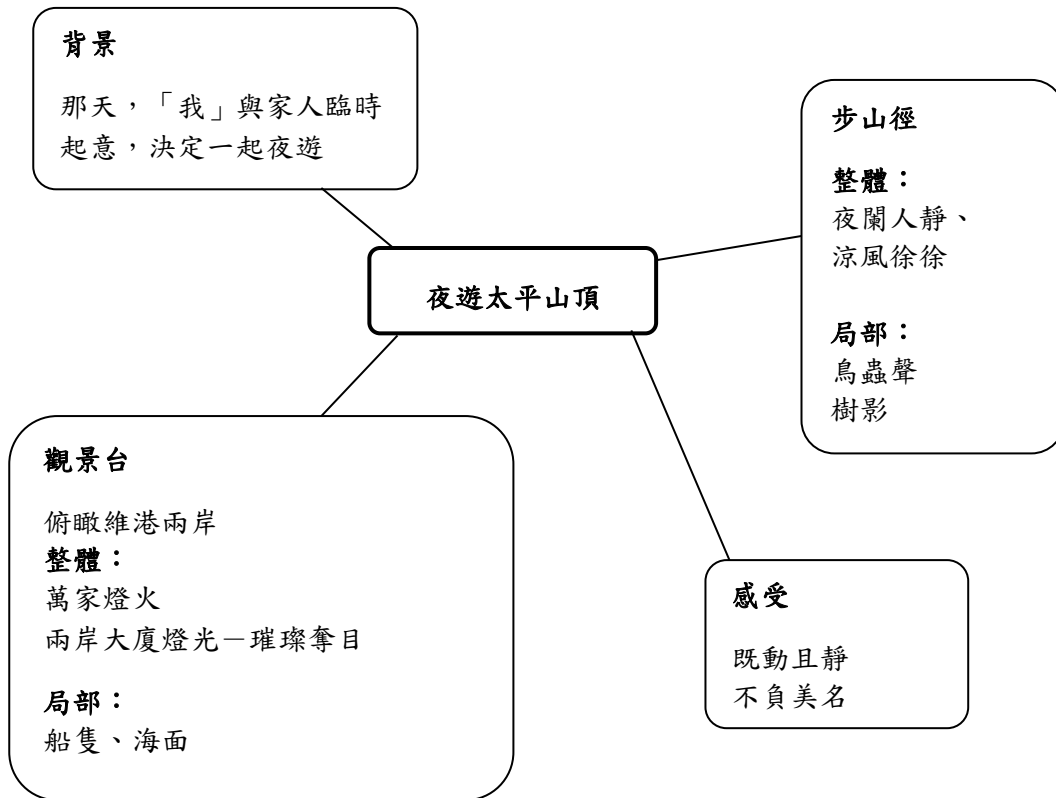 背景
那天，「我」與家人臨時
起意，決定一起夜遊
步山徑
整體：
夜闌人靜、
涼風徐徐
局部：
鳥蟲聲
樹影
夜遊太平山頂
觀景台
俯瞰維港兩岸
整體：
萬家燈火
兩岸大廈燈光－璀璨奪目
局部：
船隻、海面
感受
既動且靜
不負美名